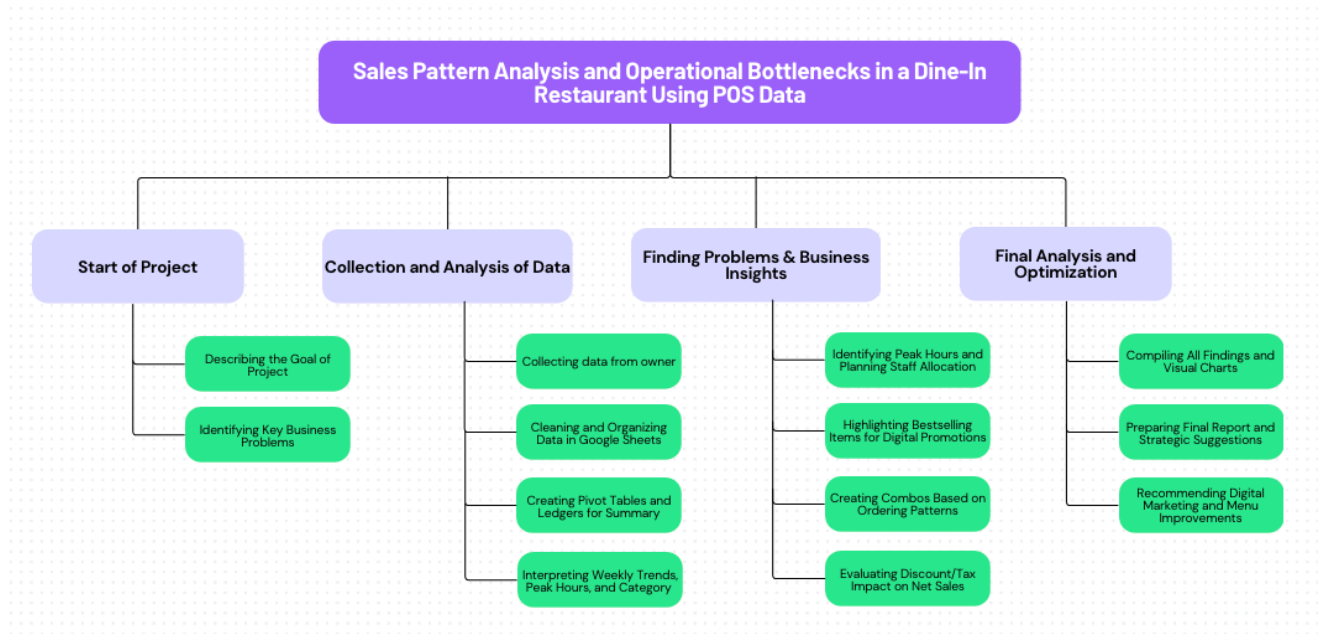 Sales Pattern Analysis and Operational Bottlenecks in a Dine-In
Restaurant Using POS Data
Start of Project
Describing the Goal of
Project
Identifying Key Business
Problems
Collection and Analysis of Data
Collecting data from owner
Cleaning and Organizing
Data in Google Sheets
Creating Pivot Tables and
Ledgers for Summary
Interpreting Weekly Trends,
Peak Hours, and Category
Finding Problems & Business
Insights
Identifying Peak Hours and
Planning Staff Allocation
Highlighting Bestselling
Items for Digital Promotions
Creating Combos Based on
Ordering Patterns
Evaluating Discount/Tax
Impact on Net Sales
Final Analysis and
Optimization
Compiling All Findings and
Visual Charts
Preparing Final Report and
Strategic Suggestions
Recommending Digital
Marketing and Menu
Improvements